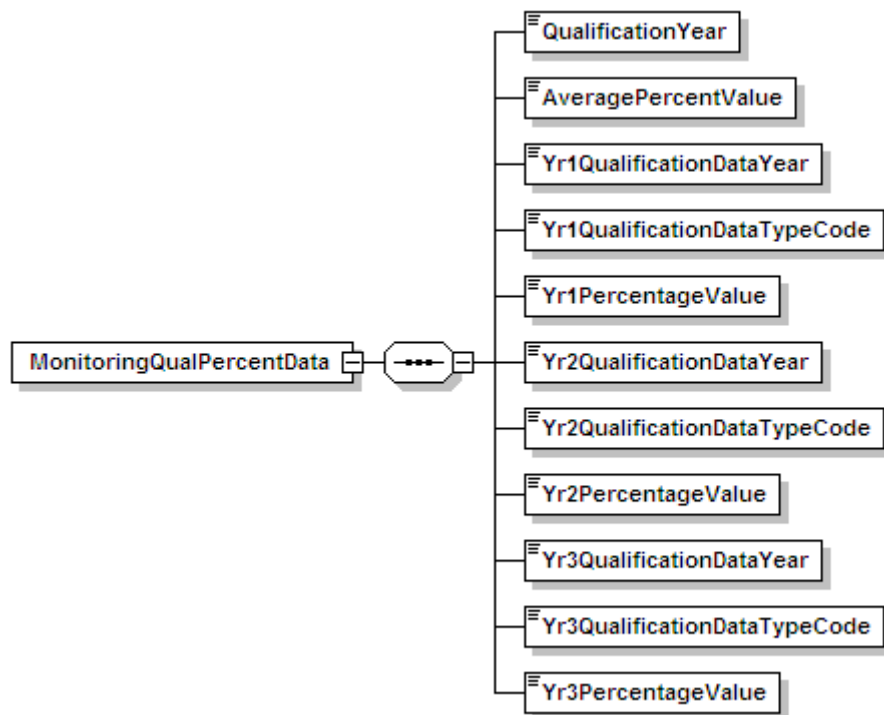 QualificationYear
AveragePercentValue
Yr1QualificationDataYear
Yr1QualificationDataTypeCode
Yr1PercentageValue
MonitoringQualPercentData
Yr2QualificationDataYear
Yr2QualificationDataTypeCode
Yr2PercentageValue
Yr3QualificationDataYear
Yr3QualificationDataTypeCode
Yr3PercentageValue